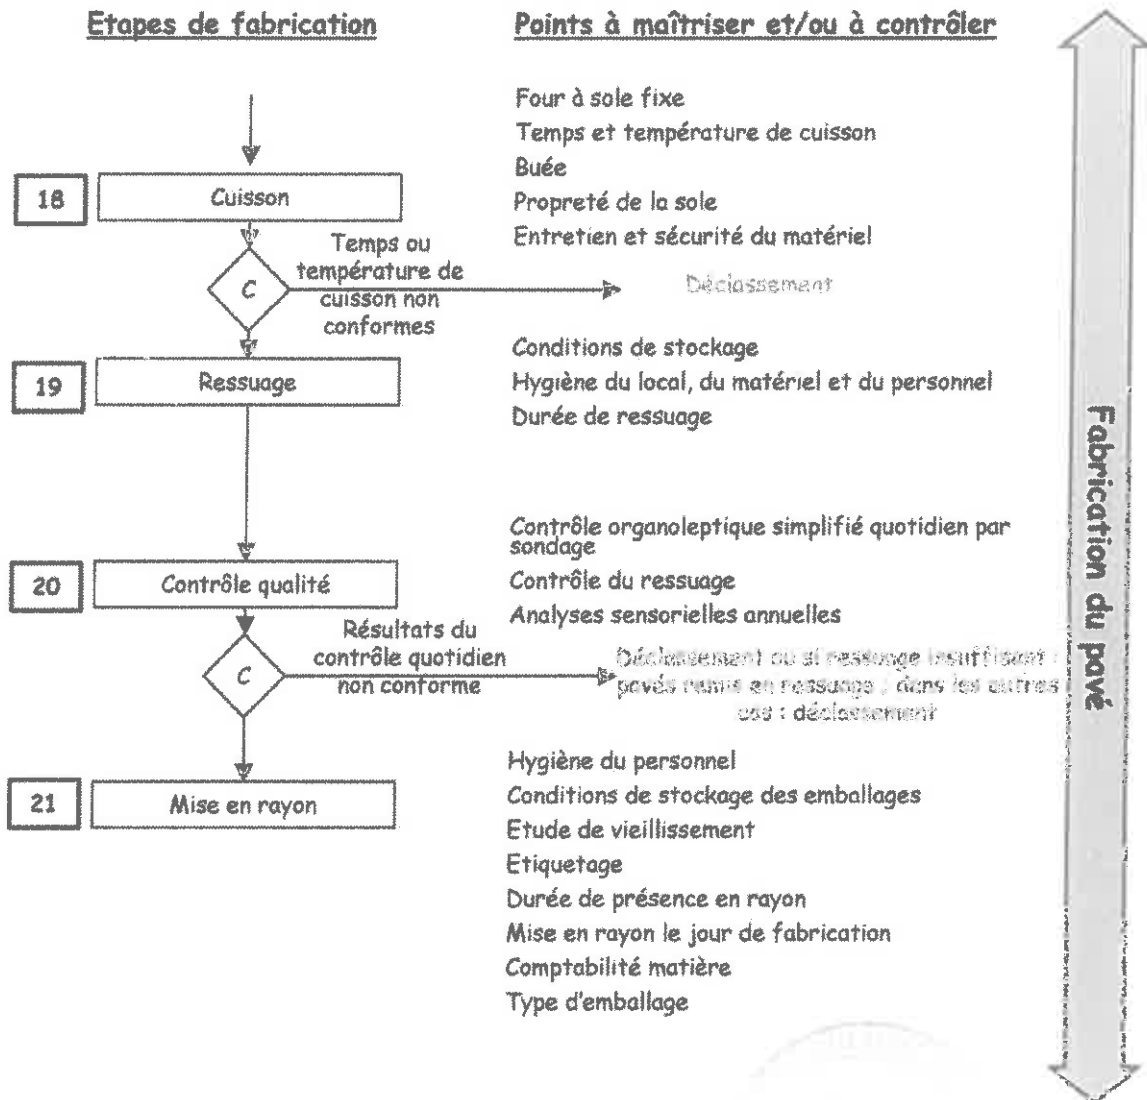 Etapes de fabrication
Points à maîtriser et/ou à contrôler
Four à sole fixe
Temps et température de cuisson
Buée
18
Cuisson
Propreté de la sole
Entretien et sécurité du matériel
Temps ou
température de
cuisson non
conformes
C
Déclassement
Conditions de stockage
19
Ressuage
Hygiène du local, du matériel et du personnel
Durée de ressuage
Contrôle organoleptique simplifié quotidien par
sondage
20
Contrôle qualité
Contrôle du ressuage
Analyses sensorielles annuelles
Résultats du
contrôle quotidien
non conforme
C
Déclassement ou si ressuage insuffisant :
pavés remis en ressuage ; dans les autres
cas : déclassement
Hygiène du personnel
21
Mise en rayon
Conditions de stockage des emballages
Etude de vieillissement
Etiquetage
Durée de présence en rayon
Mise en rayon le jour de fabrication
Comptabilité matière
Type d'emballage
Fabrication du pavé